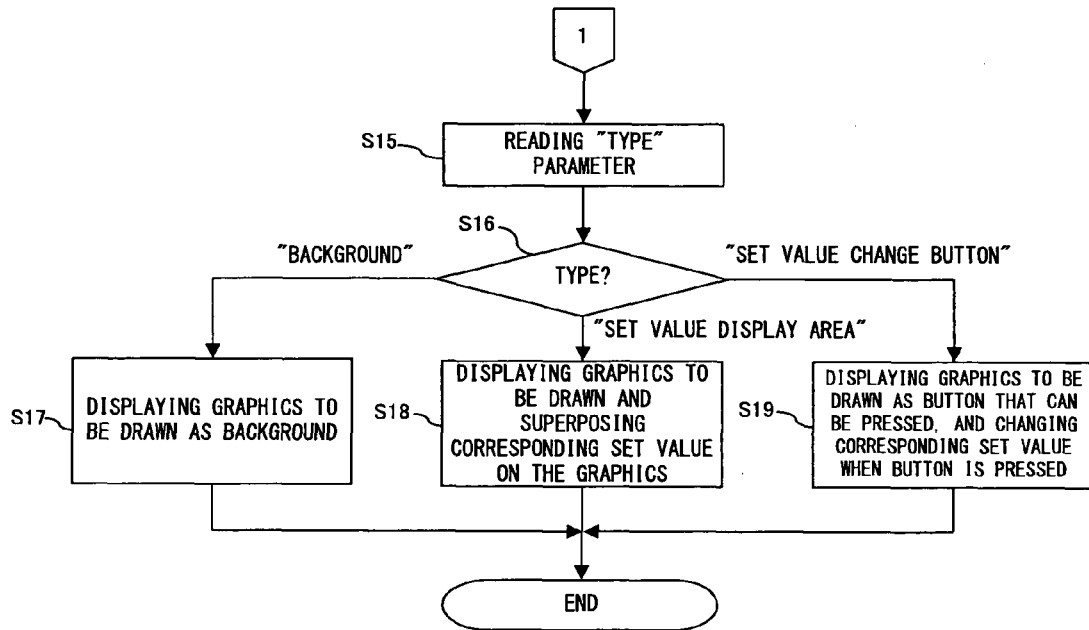 1
S15
READING "TYPE"
PARAMETER
S16
"BACKGROUND"
TYPE?
"SET VALUE CHANGE BUTTON"
"SET VALUE DISPLAY AREA"
S17
DISPLAYING GRAPHICS TO
BE DRAWN AS BACKGROUND
S18
DISPLAYING GRAPHICS TO
BE DRAWN AND
SUPERPOSING
CORRESPONDING SET VALUE
ON THE GRAPHICS
S19
DISPLAYING GRAPHICS TO BE
DRAWN AS BUTTON THAT CAN
BE PRESSED, AND CHANGING
CORRESPONDING SET VALUE
WHEN BUTTON IS PRESSED
END